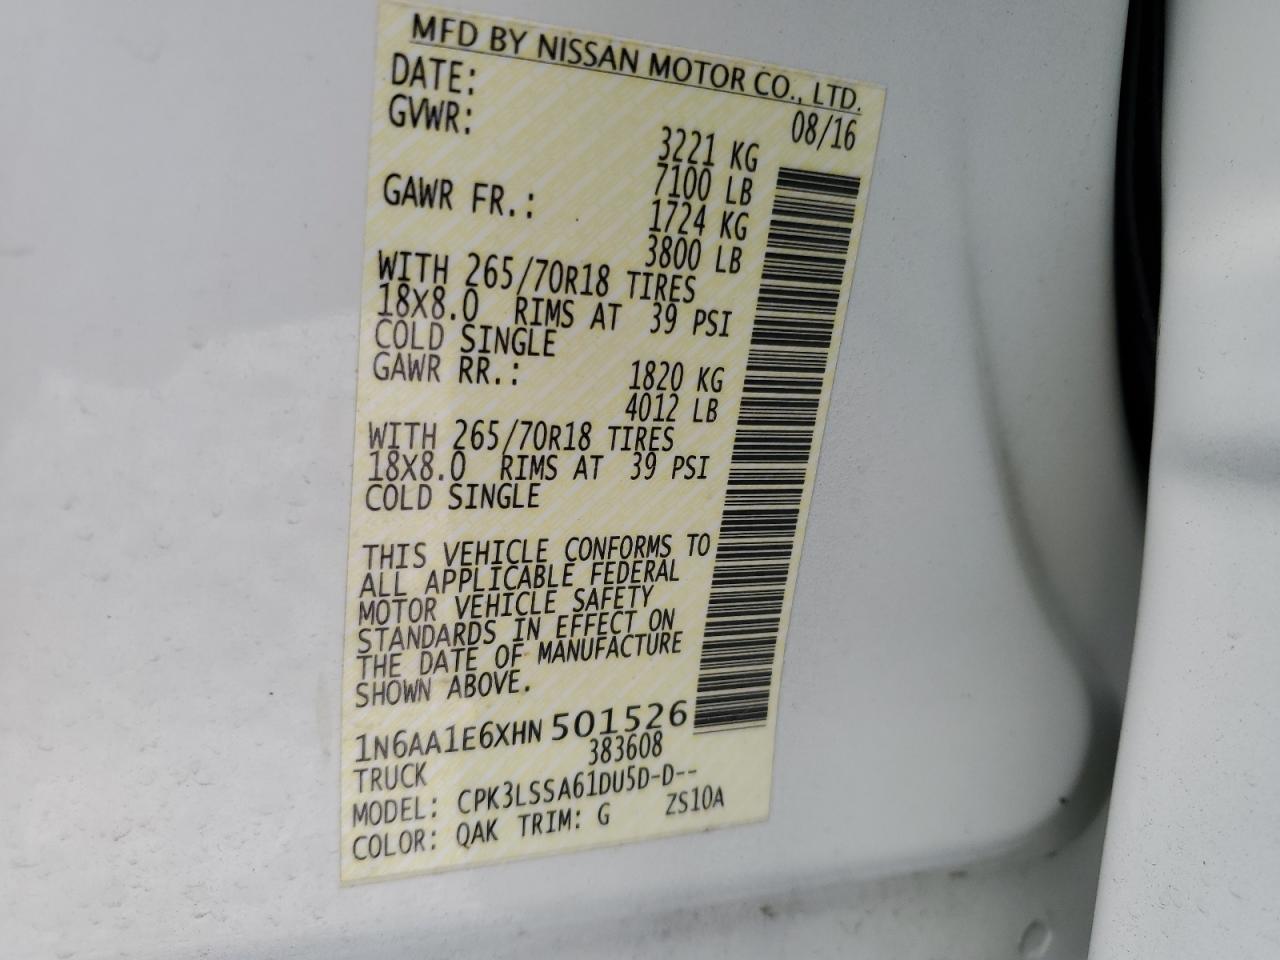 MFD BY NISSAN MOTOR CO., LTD.
DATE: 08/16
GVWR: 3221 KG
7100 LB
GAWR FR.: 1724 KG
3800 LB
WITH 265/70R18 TIRES
18X8.0 RIMS AT 39 PSI
COLD SINGLE
GAWR RR.: 1820 KG
4012 LB
WITH 265/70R18 TIRES
18X8.0 RIMS AT 39 PSI
COLD SINGLE
THIS VEHICLE CONFORMS TO
ALL APPLICABLE FEDERAL
MOTOR VEHICLE SAFETY
STANDARDS IN EFFECT ON
THE DATE OF MANUFACTURE
SHOWN ABOVE.
1N6AA1E6XHN501526
TRUCK 383608
MODEL: CPK3LSSA61DU5D-D--
COLOR: QAK TRIM: G ZS10A